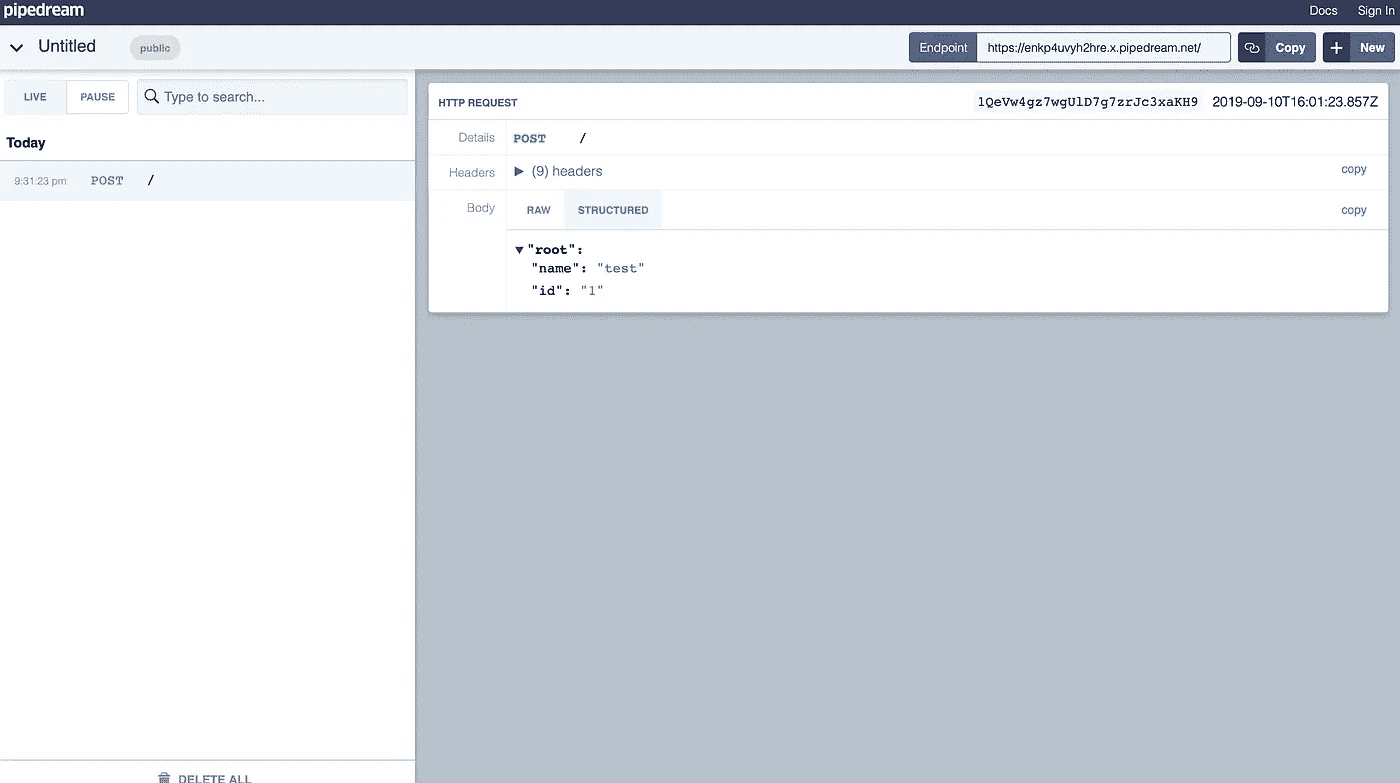 pipedream Docs Sign In
Untitled public Endpoint https://enkp4uvyh2hre.x.pipedream.net/ Copy New
LIVE PAUSE Type to search...
Today
9:31:23 pm POST /
DELETE ALL
HTTP REQUEST 1QeVw4gz7wgUlD7g7zrJc3xaKH9 2019-09-10T16:01:23.857Z
Details POST /
Headers (9) headers copy
Body RAW STRUCTURED copy
"root":
"name": "test"
"id": "1"